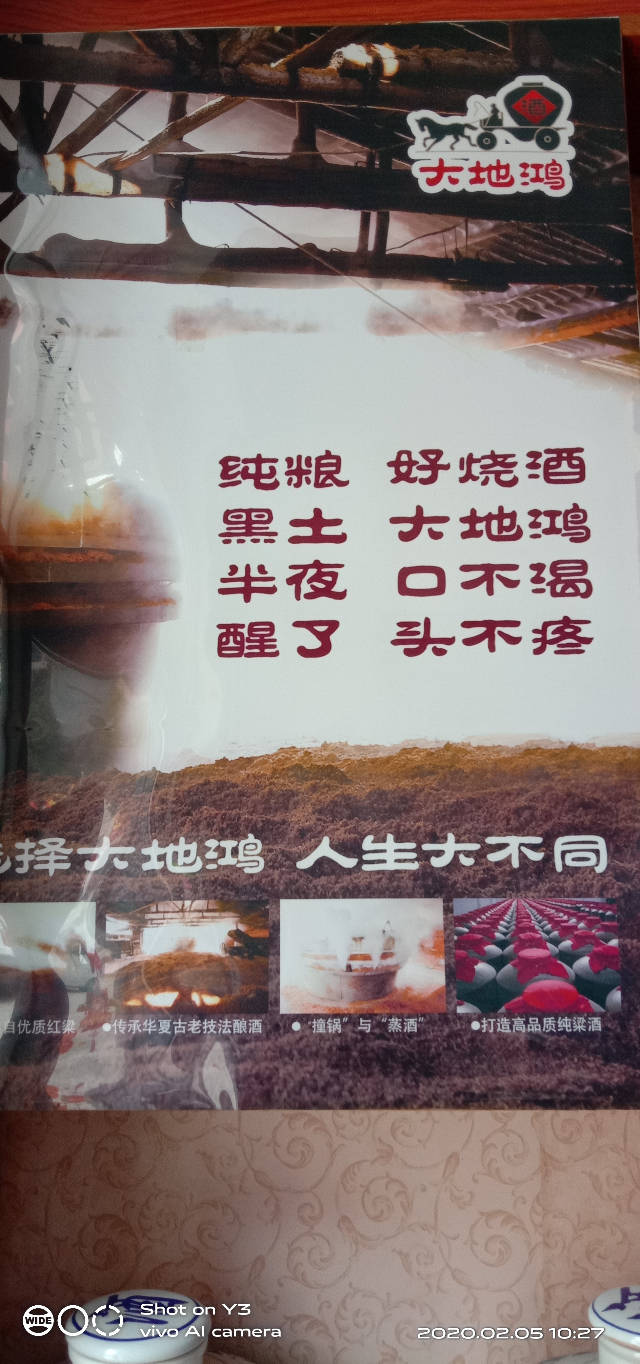 酒
大地鸿
纯粮 好烧酒
黑土 大地鸿
半夜 口不渴
醒了 头不疼
择大地鸿 人生大不同
自优质红粱
●传承华夏古老技法酿酒
●“撞锅”与“蒸酒”
●打造高品质纯粱酒
WIDE
Shot on Y3
vivo AI camera
2020.02.05 10:27